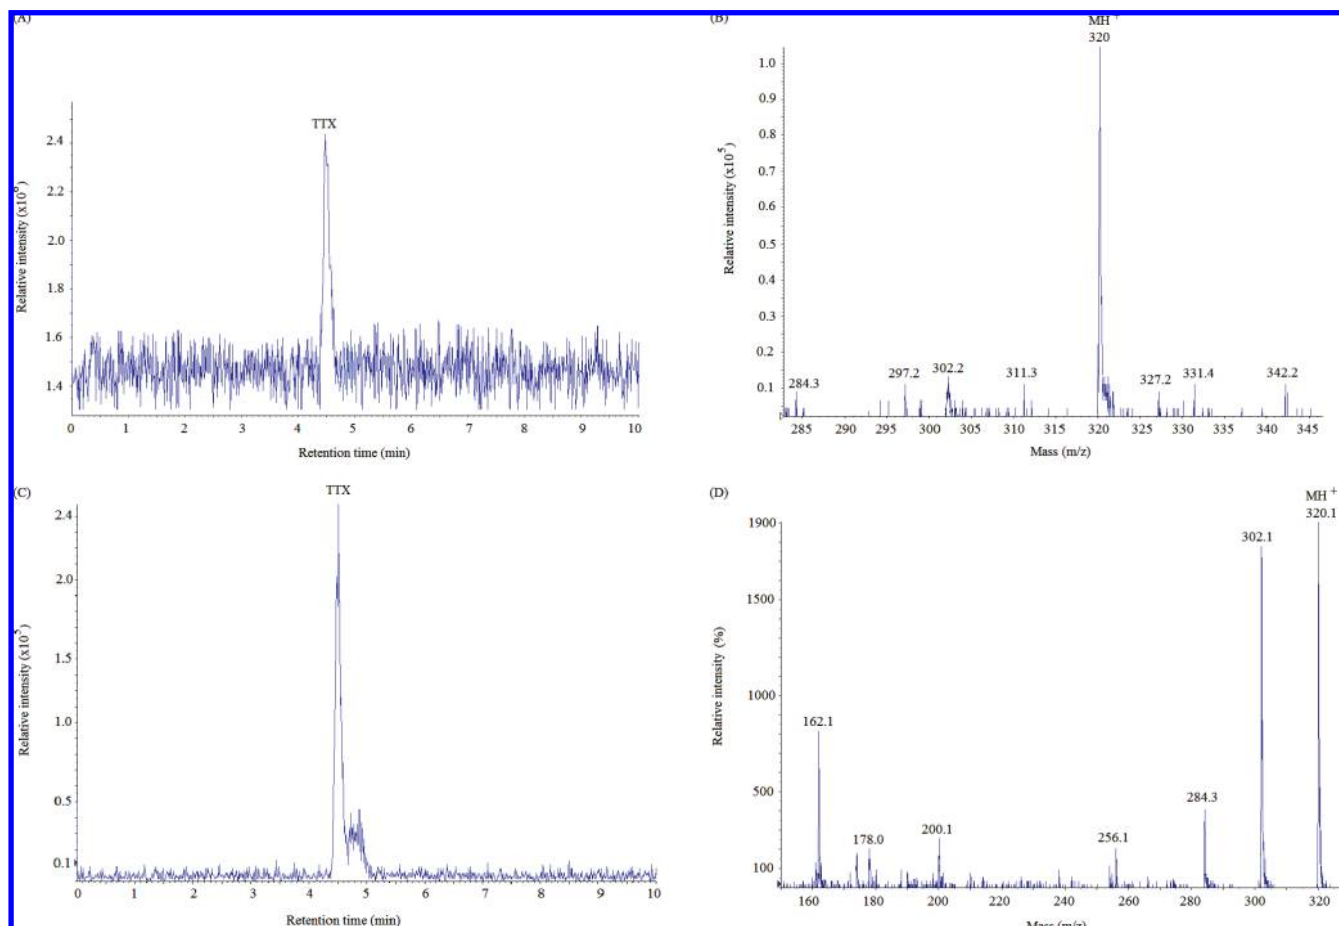 (A)
TTX
2.4
2.2
2.0
1.8
1.6
1.4
Relative intensity (x10⁶)
0 1 2 3 4 5 6 7 8 9 10
Retention time (min)
(B)
MH +
320
1.0
0.9
0.8
0.7
0.6
0.5
0.4
0.3
0.2
0.1
Relative intensity (x10⁵)
284.3 297.2 302.2 311.3 327.2 331.4 342.2
285 290 295 300 305 310 315 320 325 330 335 340 345
Mass (m/z)
(C)
TTX
2.4
2.0
1.5
1.0
0.5
0.1
Relative intensity (x10⁵)
0 1 2 3 4 5 6 7 8 9 10
Retention time (min)
(D)
MH +
320.1
302.1
1900
1500
1000
500
100
Relative intensity (%)
162.1 178.0 200.1 256.1 284.3
160 180 200 220 240 260 280 300 320
Mass (m/z)